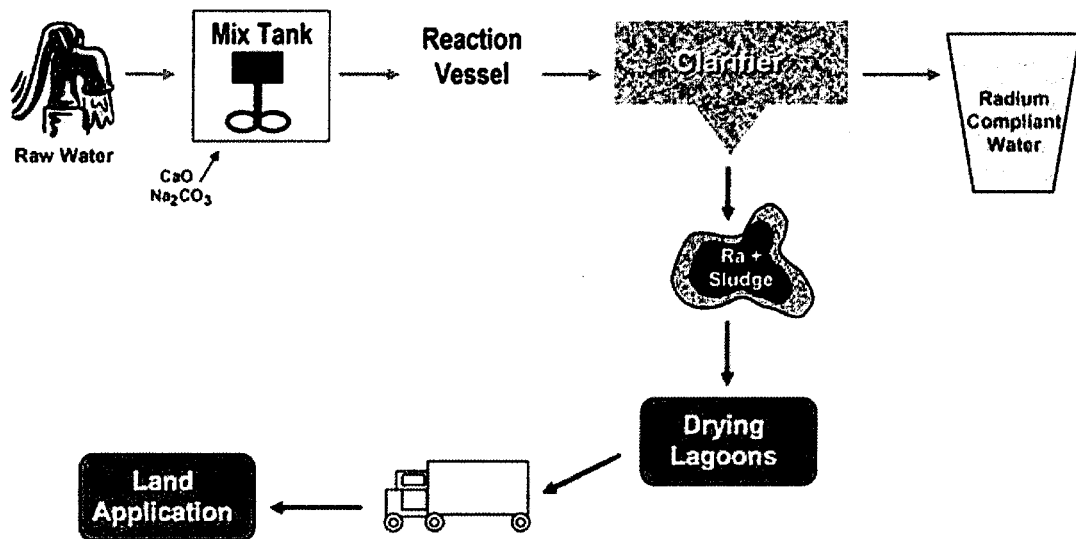 Raw Water
Mix Tank
CaO
Na₂CO₃
Reaction
Vessel
Clarifier
Radium
Compliant
Water
Ra +
Sludge
Drying
Lagoons
Land
Application